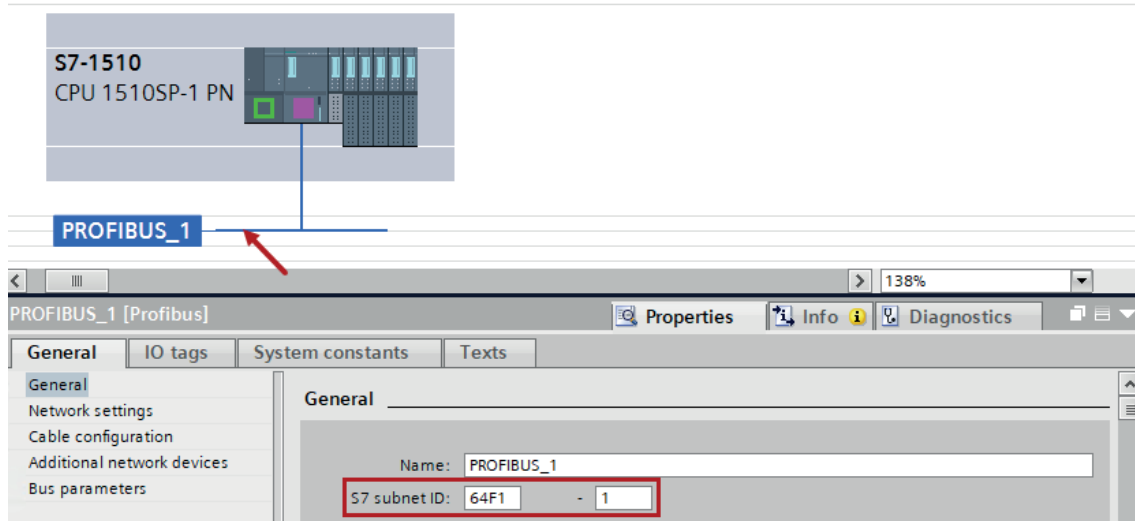 S7-1510
CPU 1510SP-1 PN
PROFIBUS_1
138%
PROFIBUS_1 [Profibus]
Properties
Info
Diagnostics
General
IO tags
System constants
Texts
General
Network settings
Cable configuration
Additional network devices
Bus parameters
General
Name: PROFIBUS_1
S7 subnet ID: 64F1 - 1